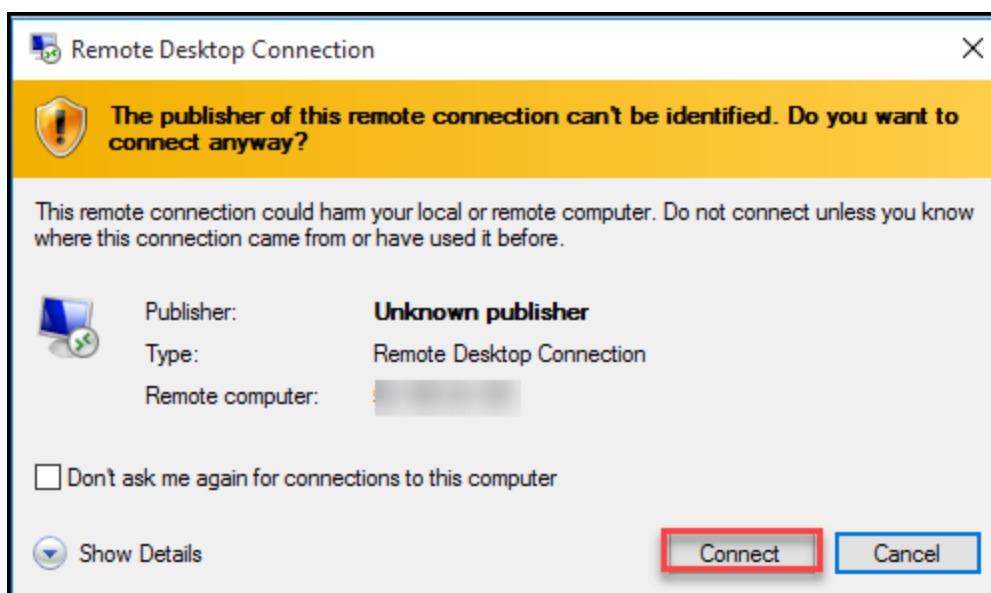 Remote Desktop Connection
The publisher of this remote connection can't be identified. Do you want to
connect anyway?
This remote connection could harm your local or remote computer. Do not connect unless you know
where this connection came from or have used it before.
Publisher: Unknown publisher
Type: Remote Desktop Connection
Remote computer:
Don't ask me again for connections to this computer
Show Details Connect Cancel